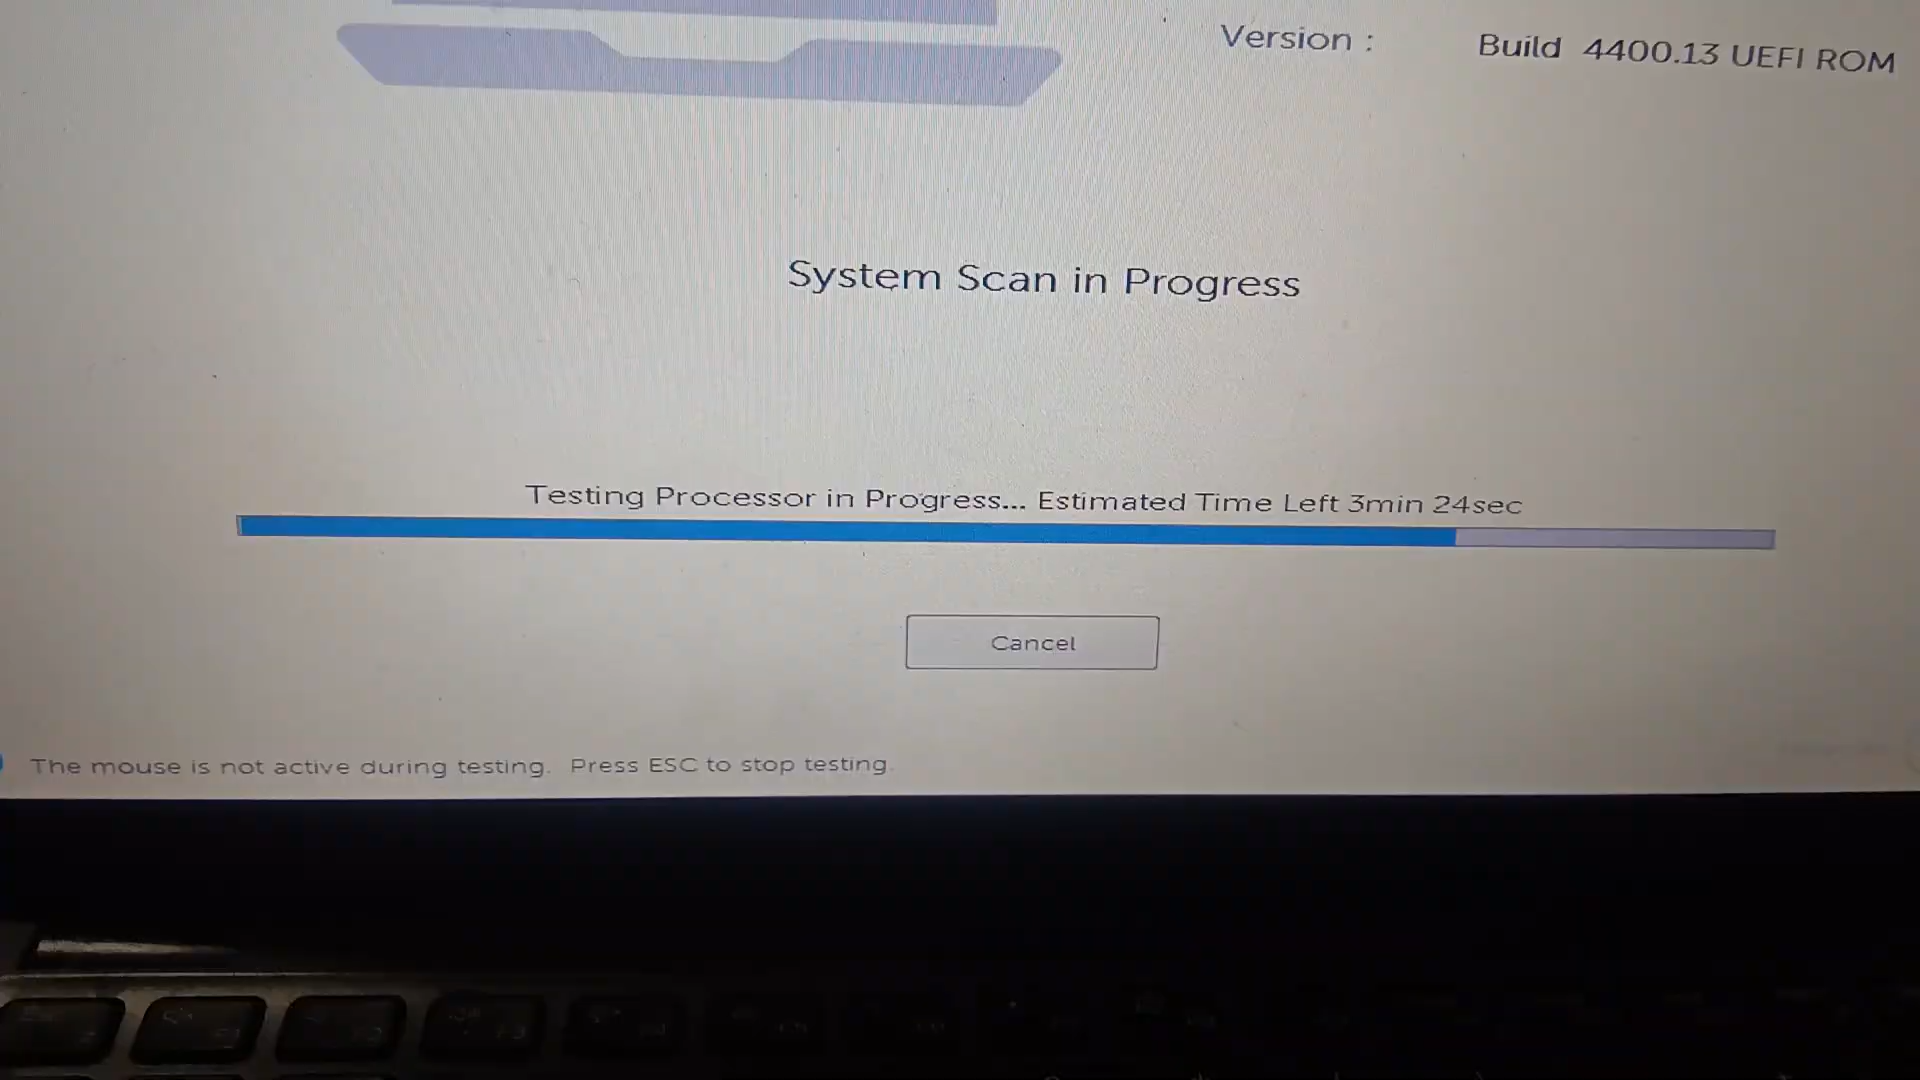 Version : Build 4400.13 UEFI ROM
System Scan in Progress
Testing Processor in Progress... Estimated Time Left 3min 24sec
Cancel
The mouse is not active during testing. Press ESC to stop testing.